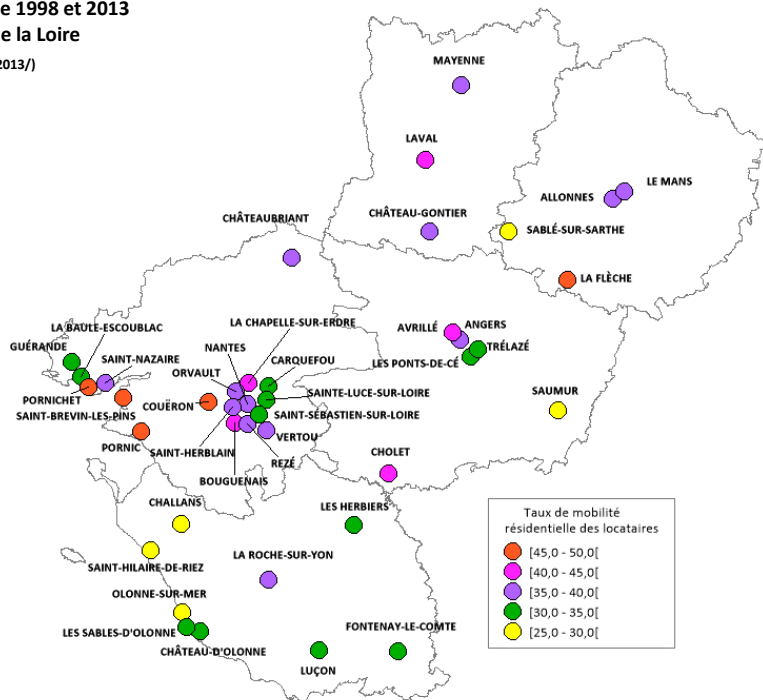 e 1998 et 2013
e la Loire
2013/)
MAYENNE
LAVAL
LE MANS
ALLONNES
CHÂTEAU-GONTIER
CHÂTEAUBRIANT
SABLÉ-SUR-SARTHE
LA FLÈCHE
LA CHAPELLE-SUR-ERDRE
AVRILLÉ
ANGERS
LA BAULE-ESCOUBLAC
GUÉRANDE
NANTES
TRÉLAZÉ
SAINT-NAZAIRE
CARQUEFOU
LES PONTS-DE-CÉ
ORVAULT
SAINTE-LUCE-SUR-LOIRE
SAUMUR
PORNICHET
COUËRON
SAINT-BREVIN-LES-PINS
SAINT-SÉBASTIEN-SUR-LOIRE
VERTOU
PORNIC
SAINT-HERBLAIN
CHOLET
REZÉ
BOUGUENAIS
CHALLANS
LES HERBIERS
LA ROCHE-SUR-YON
SAINT-HILAIRE-DE-RIEZ
OLONNE-SUR-MER
LES SABLES-D'OLONNE
FONTENAY-LE-COMTE
CHÂTEAU-D'OLONNE
LUÇON
Taux de mobilité
résidentielle des locataires
[45,0 - 50,0[
[40,0 - 45,0[
[35,0 - 40,0[
[30,0 - 35,0[
[25,0 - 30,0[